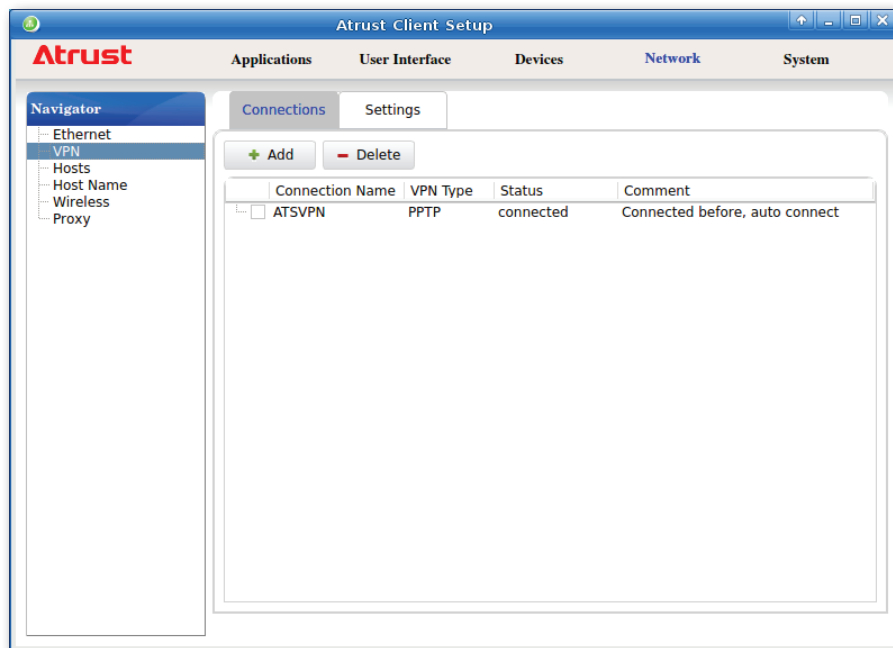 Atrust Client Setup
Atrust
Applications User Interface Devices Network System
Navigator
Ethernet
VPN
Hosts
Host Name
Wireless
Proxy
Connections Settings
Add Delete
Connection Name VPN Type Status Comment
ATSVPN PPTP connected Connected before, auto connect